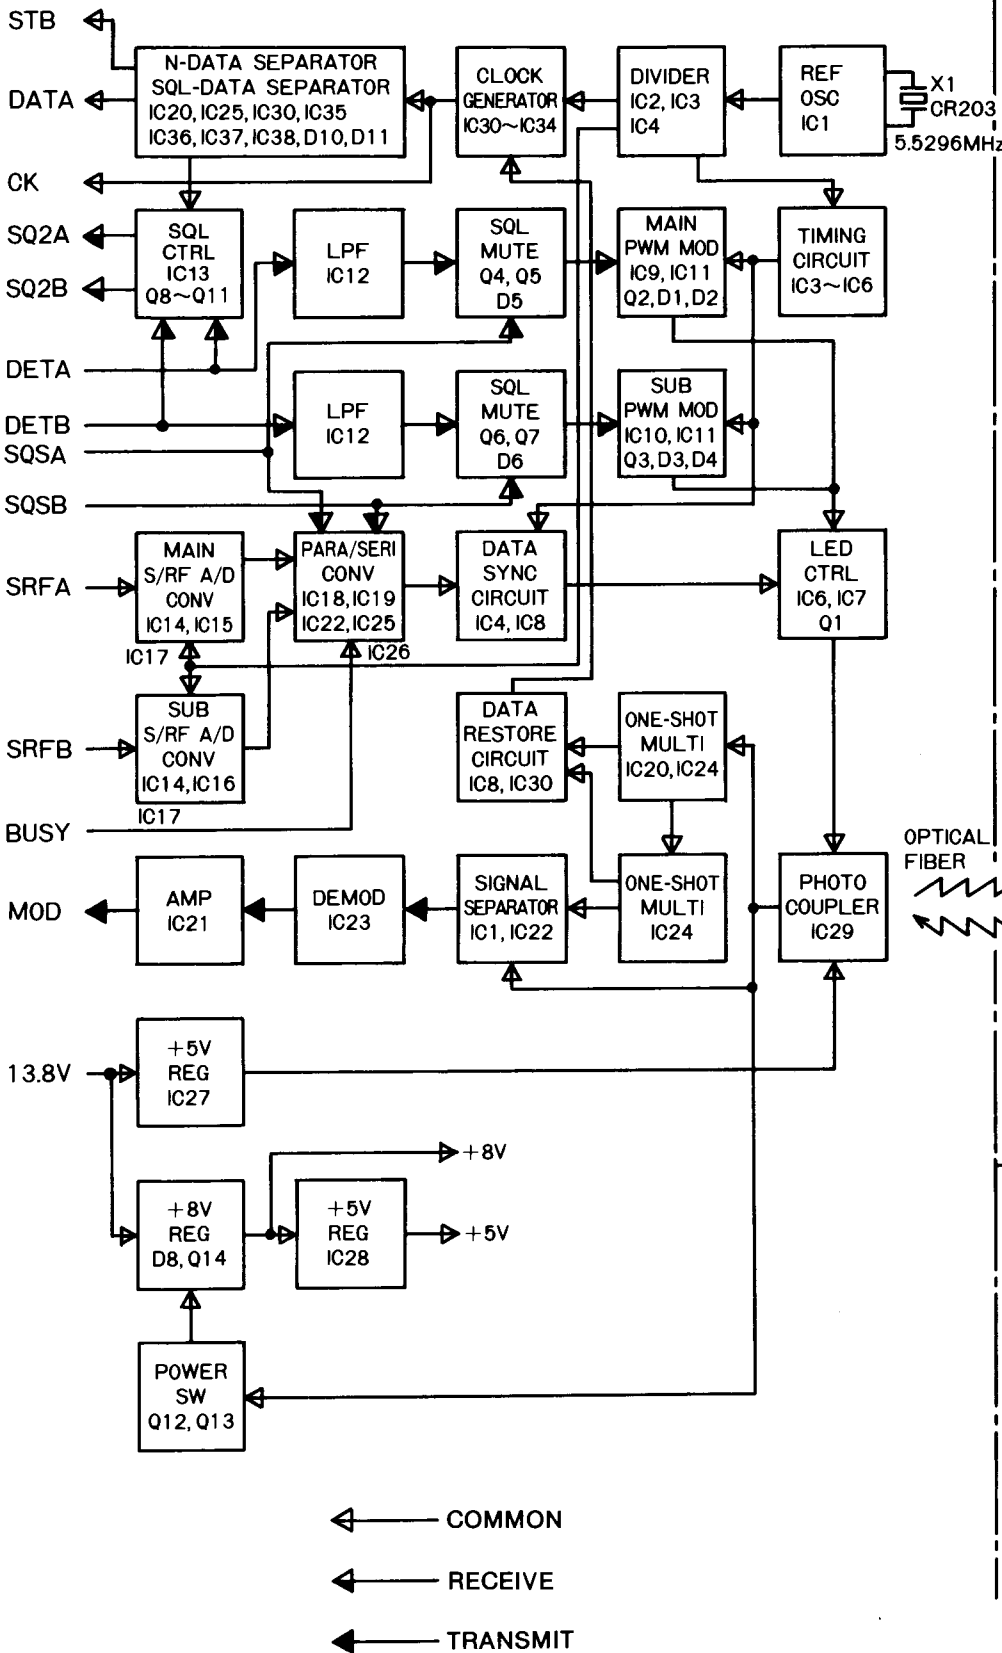 STB
N-DATA SEPARATOR
SQL-DATA SEPARATOR
IC20, IC25, IC30, IC35
IC36, IC37, IC38, D10, D11
CLOCK
GENERATOR
IC30~IC34
DIVIDER
IC2, IC3
IC4
REF
OSC
IC1
X1
CR203
5.5296MHz
DATA
CK
SQ2A
SQ2B
SQL
CTRL
IC13
Q8~Q11
LPF
IC12
SQL
MUTE
Q4, Q5
D5
MAIN
PWM MOD
IC9, IC11
Q2, D1, D2
TIMING
CIRCUIT
IC3~IC6
DETA
DETB
SQSA
SQSB
LPF
IC12
SQL
MUTE
Q6, Q7
D6
SUB
PWM MOD
IC10, IC11
Q3, D3, D4
SRFA
MAIN
S/RF A/D
CONV
IC14, IC15
IC17
PARA/SERI
CONV
IC18, IC19
IC22, IC25
IC26
DATA
SYNC
CIRCUIT
IC4, IC8
LED
CTRL
IC6, IC7
Q1
SRFB
SUB
S/RF A/D
CONV
IC14, IC16
IC17
DATA
RESTORE
CIRCUIT
IC8, IC30
ONE-SHOT
MULTI
IC20, IC24
BUSY
MOD
AMP
IC21
DEMOD
IC23
SIGNAL
SEPARATOR
IC1, IC22
ONE-SHOT
MULTI
IC24
PHOTO
COUPLER
IC29
OPTICAL
FIBER
13.8V
+5V
REG
IC27
+8V
+8V
REG
D8, Q14
+5V
REG
IC28
+5V
POWER
SW
Q12, Q13
COMMON
RECEIVE
TRANSMIT